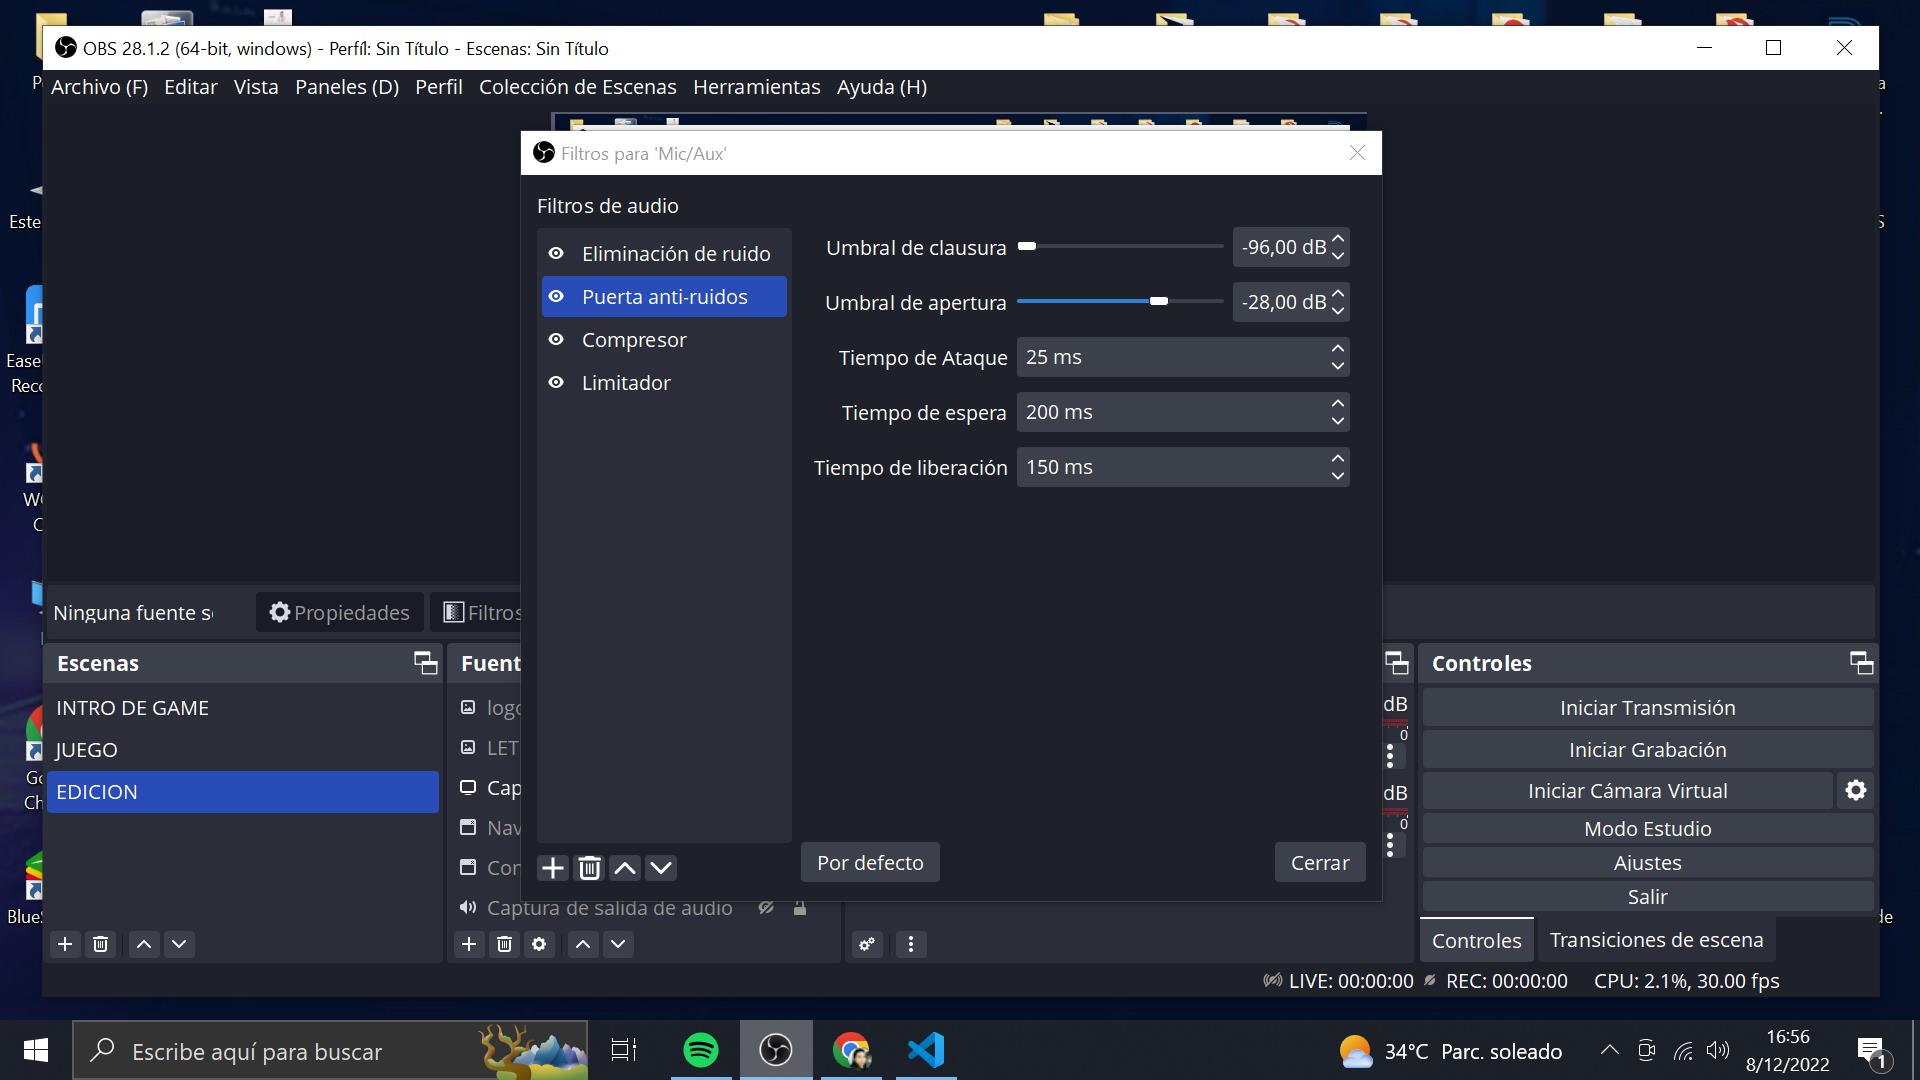 OBS 28.1.2 (64-bit, windows) - Perfíl: Sin Título - Escenas: Sin Título
Archivo (F) Editar Vista Paneles (D) Perfil Colección de Escenas Herramientas Ayuda (H)
Filtros para 'Mic/Aux'
Filtros de audio
Eliminación de ruido
Puerta anti-ruidos
Compresor
Limitador
Umbral de clausura -96,00 dB
Umbral de apertura -28,00 dB
Tiempo de Ataque 25 ms
Tiempo de espera 200 ms
Tiempo de liberación 150 ms
Por defecto
Cerrar
Este
Ease
Rec
Ninguna fuente s
Propiedades
Filtros
Escenas
INTRO DE GAME
JUEGO
EDICION
Fuent
logo
LET
Cap
Nav
Cor
Captura de salida de audio
dB
0
dB
0
Controles
Iniciar Transmisión
Iniciar Grabación
Iniciar Cámara Virtual
Modo Estudio
Ajustes
Salir
Controles Transiciones de escena
LIVE: 00:00:00 REC: 00:00:00 CPU: 2.1%, 30.00 fps
Go
Ch
Blue
de
Escribe aquí para buscar
34°C Parc. soleado
16:56
8/12/2022
1